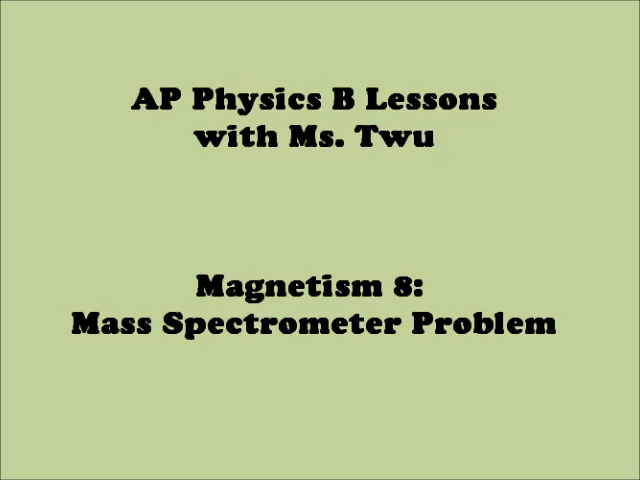 AP Physics B Lessons
with Ms. Twu
Magnetism 8:
Mass Spectrometer Problem